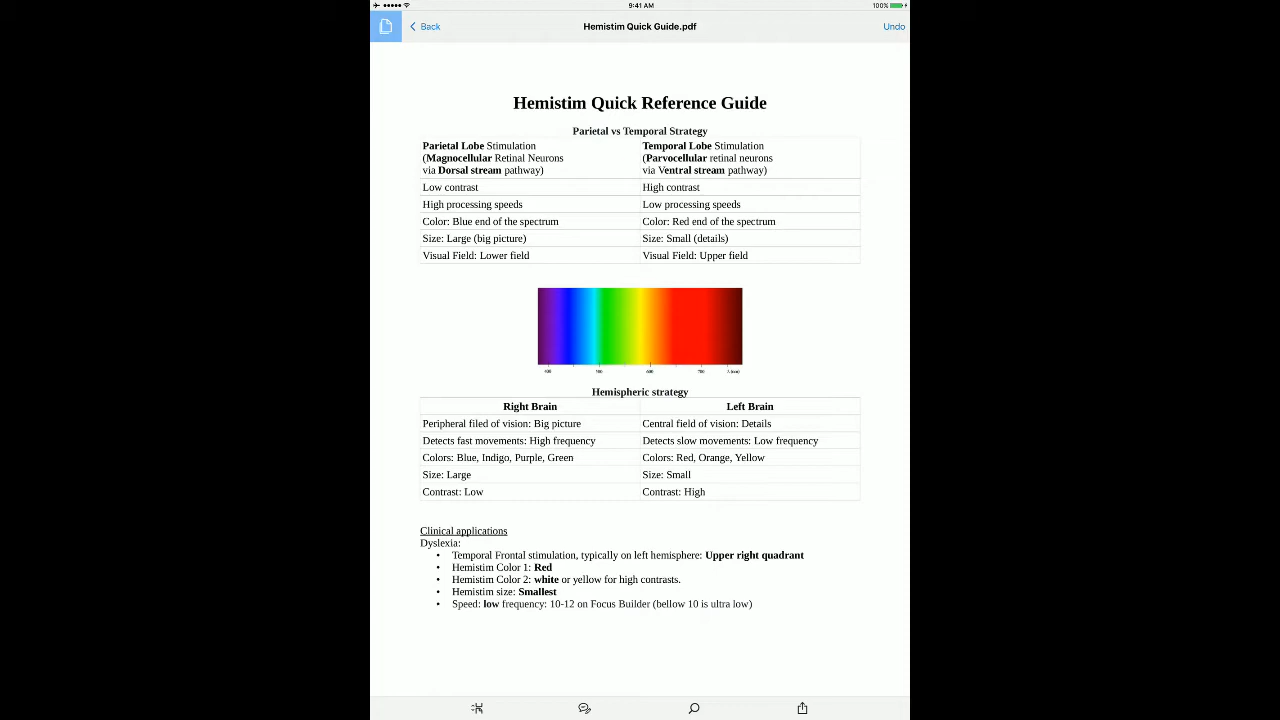 9:41 AM
100%
Back
Hemistim Quick Guide.pdf
Undo
Hemistim Quick Reference Guide
Parietal vs Temporal Strategy
Parietal Lobe Stimulation
(Magnocellular Retinal Neurons
via Dorsal stream pathway)
Temporal Lobe Stimulation
(Parvocellular retinal neurons
via Ventral stream pathway)
Low contrast
High contrast
High processing speeds
Low processing speeds
Color: Blue end of the spectrum
Color: Red end of the spectrum
Size: Large (big picture)
Size: Small (details)
Visual Field: Lower field
Visual Field: Upper field
400 500 600 700
Hemispheric strategy
Right Brain
Left Brain
Peripheral filed of vision: Big picture
Central field of vision: Details
Detects fast movements: High frequency
Detects slow movements: Low frequency
Colors: Blue, Indigo, Purple, Green
Colors: Red, Orange, Yellow
Size: Large
Size: Small
Contrast: Low
Contrast: High
Clinical applications
Dyslexia:
• Temporal Frontal stimulation, typically on left hemisphere: Upper right quadrant
• Hemistim Color 1: Red
• Hemistim Color 2: white or yellow for high contrasts.
• Hemistim size: Smallest
• Speed: low frequency: 10-12 on Focus Builder (bellow 10 is ultra low)